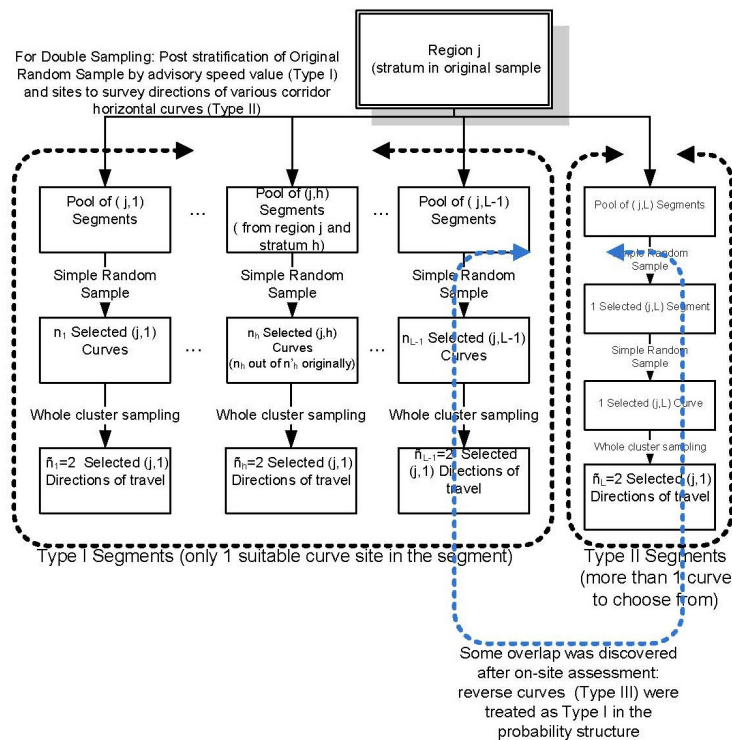 For Double Sampling: Post stratification of Original
Random Sample by advisory speed value (Type I)
and sites to survey directions of various corridor
horizontal curves (Type II)
Region j
(stratum in original sample
Pool of ( j,1)
Segments
...
Pool of (j,h)
Segments
( from region j and
stratum h)
...
Pool of ( j,L-1)
Segments
Pool of ( j,L) Segments
Simple Random
Sample
Simple Random
Sample
Simple Random
Sample
Simple Random
Sample
n₁ Selected (j,1)
Curves
...
nₕ Selected (j,h)
Curves
(nₕ out of n'ₕ originally)
...
n_L-1 Selected (j,L-1)
Curves
1 Selected (j,L) Segment
Simple Random
Sample
1 Selected (j,L) Curve
Whole cluster sampling
Whole cluster sampling
Whole cluster sampling
Whole cluster sampling
ñ₁=2 Selected (j,1)
Directions of travel
ñₕ=2 Selected (j,1)
Directions of travel
ñ_L-1=2 Selected
(j,1) Directions of
travel
ñ_L=2 Selected (j,1)
Directions of travel
Type I Segments (only 1 suitable curve site in the segment)
Type II Segments
(more than 1 curve
to choose from)
Some overlap was discovered
after on-site assessment:
reverse curves (Type III) were
treated as Type I in the
probability structure